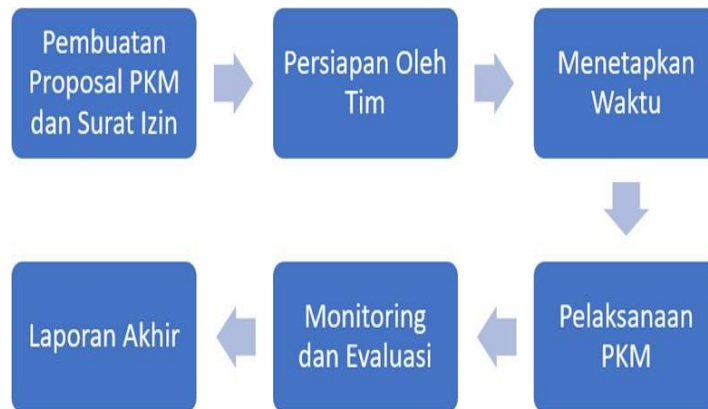 Pembuatan
Proposal PKM
dan Surat Izin
Persiapan Oleh
Tim
Menetapkan
Waktu
Pelaksanaan
PKM
Monitoring
dan Evaluasi
Laporan Akhir